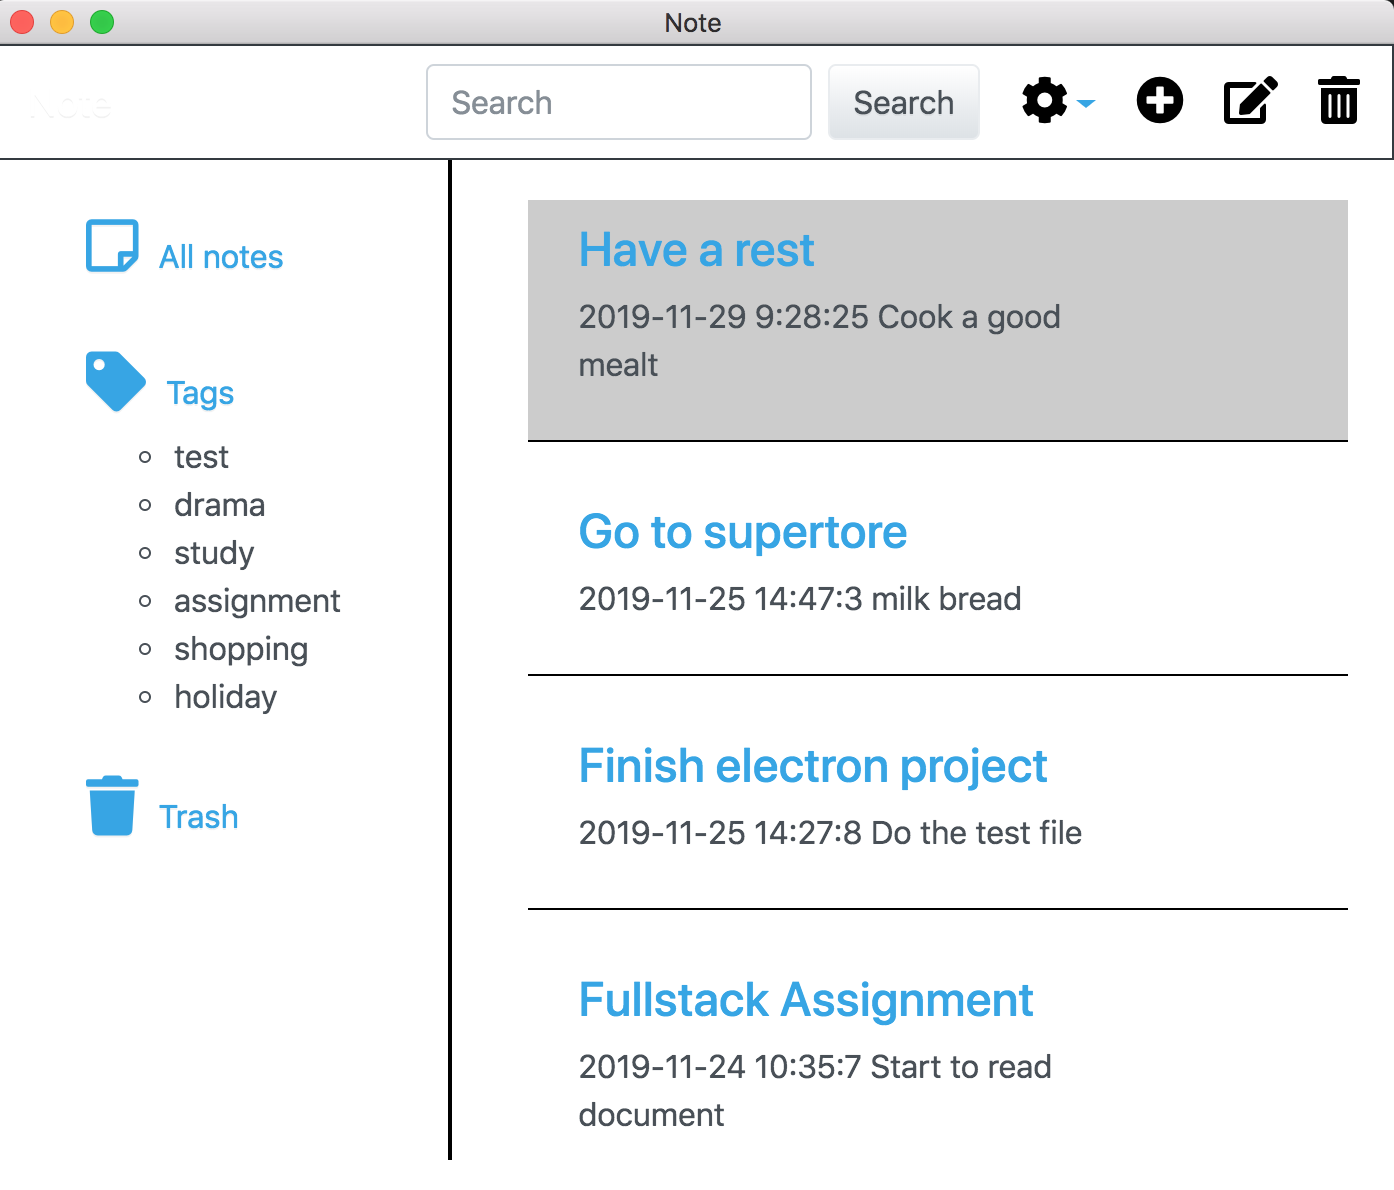 Note
Note
Search
Search
All notes
Tags
test
drama
study
assignment
shopping
holiday
Trash
Have a rest
2019-11-29 9:28:25 Cook a good
mealt
Go to supertore
2019-11-25 14:47:3 milk bread
Finish electron project
2019-11-25 14:27:8 Do the test file
Fullstack Assignment
2019-11-24 10:35:7 Start to read
document